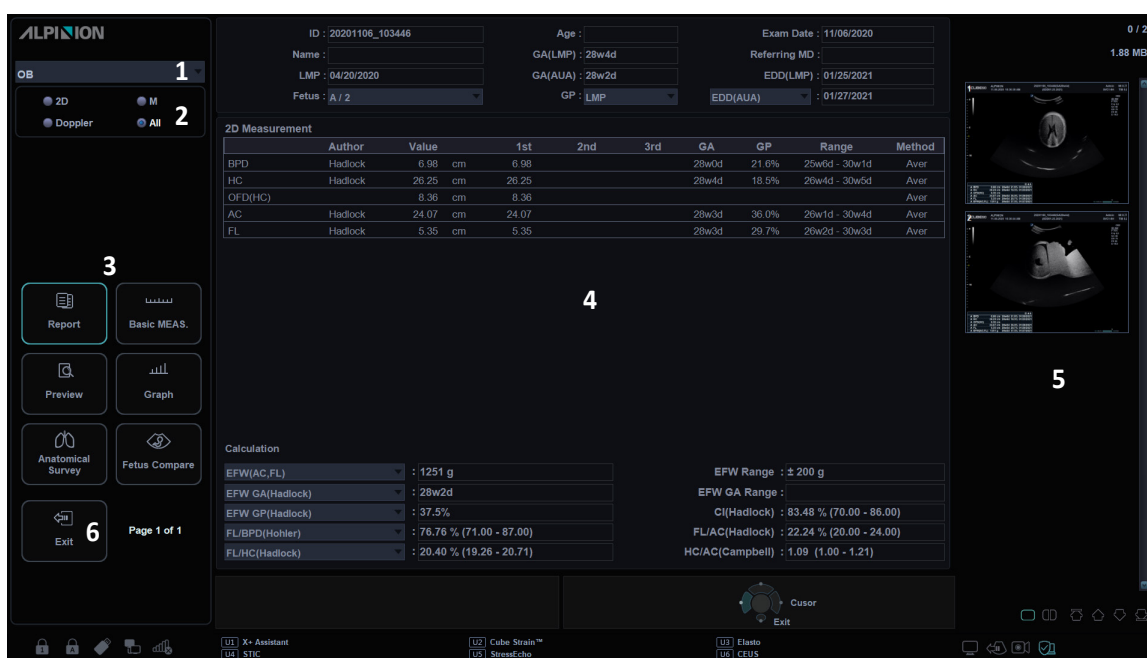 ALPINION
OB 1
2D M
Doppler All 2
3
Report Basic MEAS.
Preview Graph
Anatomical Survey Fetus Compare
Exit 6 Page 1 of 1
ID : 20201106_103446 Age : Exam Date : 11/06/2020
Name : GA(LMP) : 28w4d Referring MD :
LMP : 04/20/2020 GA(AUA) : 28w2d EDD(LMP) : 01/25/2021
Fetus : A / 2 GP : LMP EDD(AUA) : 01/27/2021
2D Measurement
Author Value 1st 2nd 3rd GA GP Range Method
BPD Hadlock 6.98 cm 6.98 28w0d 21.6% 25w6d - 30w1d Aver
HC Hadlock 26.25 cm 26.25 28w4d 18.5% 26w4d - 30w5d Aver
OFD(HC) 8.36 cm 8.36 Aver
AC Hadlock 24.07 cm 24.07 28w3d 36.0% 26w1d - 30w4d Aver
FL Hadlock 5.35 cm 5.35 28w3d 29.7% 26w2d - 30w3d Aver
4
Calculation
EFW(AC,FL) : 1251 g EFW Range : ± 200 g
EFW GA(Hadlock) : 28w2d EFW GA Range :
EFW GP(Hadlock) : 37.5% CI(Hadlock) : 83.48 % (70.00 - 86.00)
FL/BPD(Hohler) : 76.76 % (71.00 - 87.00) FL/AC(Hadlock) : 22.24 % (20.00 - 24.00)
FL/HC(Hadlock) : 20.40 % (19.26 - 20.71) HC/AC(Campbell) : 1.09 (1.00 - 1.21)
Cusor
Exit
0 / 2
1.88 MB
1
2
5
U1 X+ Assistant U2 Cube Strain™ U3 Elasto
U4 STIC U5 StressEcho U6 CEUS